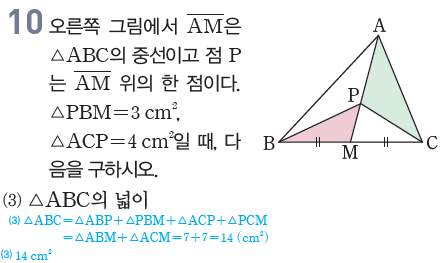 10 오른쪽 그림에서 AM은
△ABC의 중선이고 점 P
는 AM 위의 한 점이다.
△PBM=3 cm²,
△ACP=4 cm²일 때, 다
음을 구하시오.
A
P
B
M
C
(3) △ABC의 넓이
(3) △ABC=△ABP+△PBM+△ACP+△PCM
=△ABM+△ACM=7+7=14 (cm²)
(3) 14 cm²